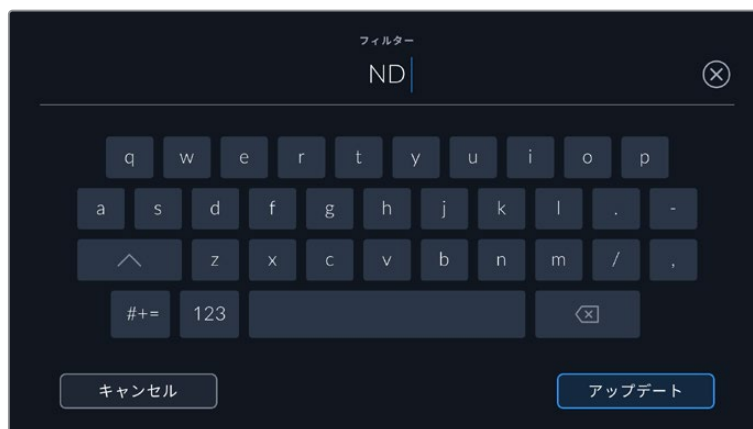 フィルター
ND
q w e r t y u i o p
a s d f g h j k l . -
z x c v b n m / ,
#+= 123
キャンセル アップデート